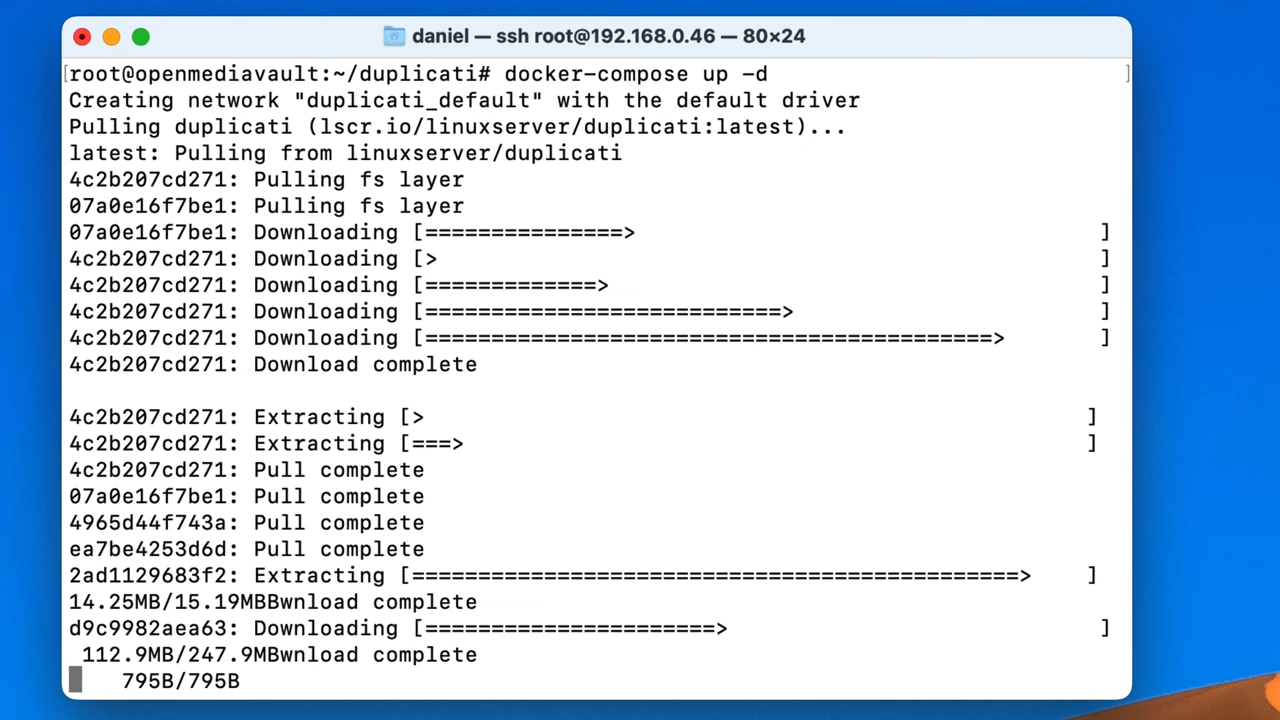 daniel — ssh root@192.168.0.46 — 80×24
[root@openmediavault:~/duplicati# docker-compose up -d ]
Creating network "duplicati_default" with the default driver
Pulling duplicati (lscr.io/linuxserver/duplicati:latest)...
latest: Pulling from linuxserver/duplicati
4c2b207cd271: Pulling fs layer
07a0e16f7be1: Pulling fs layer
07a0e16f7be1: Downloading [===============> ]
4c2b207cd271: Downloading [> ]
4c2b207cd271: Downloading [=============> ]
4c2b207cd271: Downloading [===========================> ]
4c2b207cd271: Downloading [===========================================> ]
4c2b207cd271: Download complete
4c2b207cd271: Extracting [> ]
4c2b207cd271: Extracting [===> ]
4c2b207cd271: Pull complete
07a0e16f7be1: Pull complete
4965d44f743a: Pull complete
ea7be4253d6d: Pull complete
2ad1129683f2: Extracting [==============================================> ]
14.25MB/15.19MBBwnload complete
d9c9982aea63: Downloading [======================> ]
112.9MB/247.9MBwnload complete
795B/795B